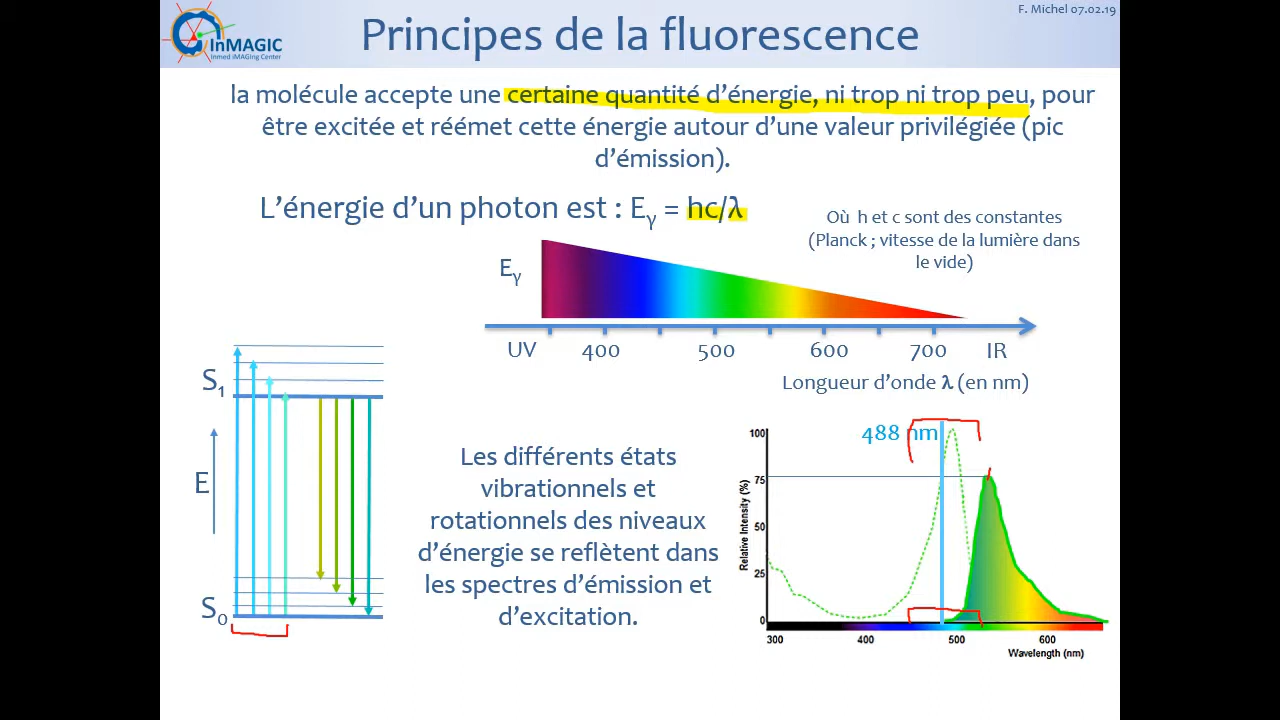 F. Michel 07.02.19
InMAGIC
Inmed iMAGing Center
Principes de la fluorescence
la molécule accepte une certaine quantité d'énergie, ni trop ni trop peu, pour
être excitée et réémet cette énergie autour d'une valeur privilégiée (pic
d'émission).
L'énergie d'un photon est : Eγ = hc/λ
Où h et c sont des constantes
(Planck ; vitesse de la lumière dans
le vide)
Eγ
UV 400 500 600 700 IR
Longueur d'onde λ (en nm)
S1
E
S0
Les différents états
vibrationnels et
rotationnels des niveaux
d'énergie se reflètent dans
les spectres d'émission et
d'excitation.
488 nm
100
75
50
25
0
Relative Intensity (%)
300 400 500 600
Wavelength (nm)